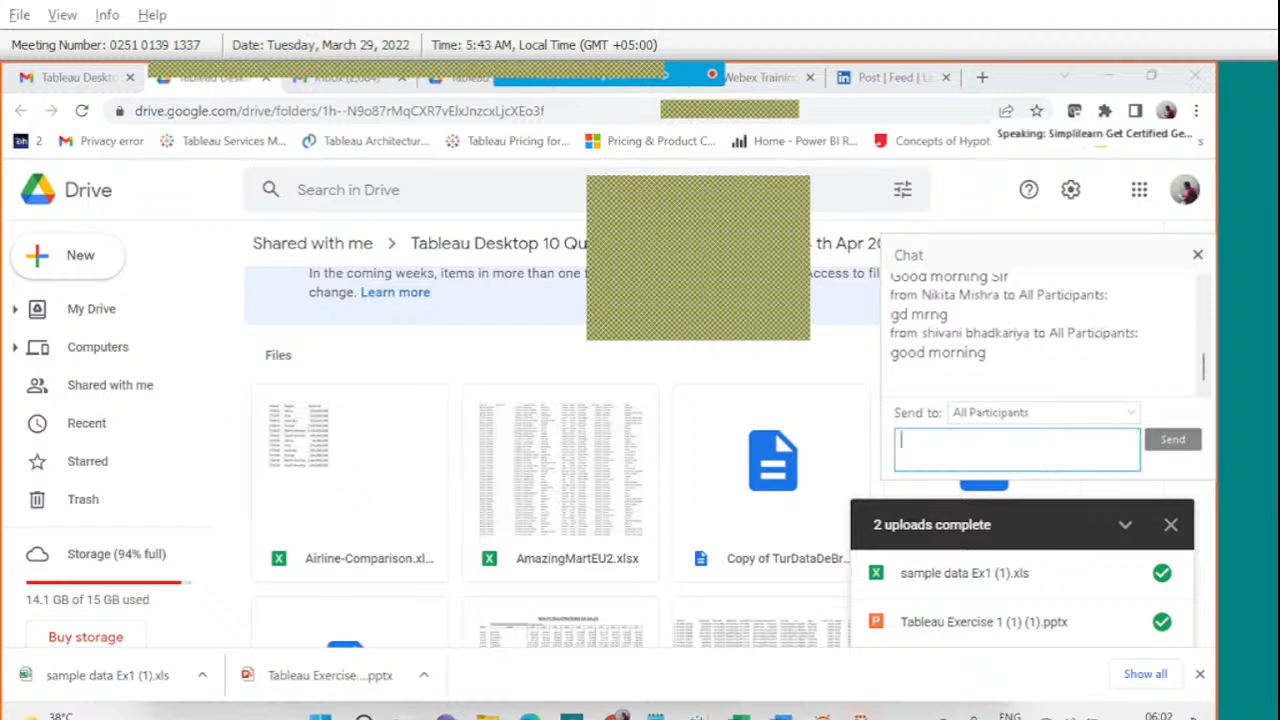 File View Info Help
Meeting Number: 0251 0139 1337 Date: Tuesday, March 29, 2022 Time: 5:43 AM, Local Time (GMT +05:00)
Tableau Deskto Tableau Webex Training Post | Feed | Li
drive.google.com/drive/folders/1h--N9o87rMqCXR7vElxJnzcxLjcXEo3f
2 Privacy error Tableau Services M... Tableau Architectur... Tableau Pricing for... Pricing & Product C... Home - Power BI R... Concepts of Hypot
Speaking: Simplilearn Get Certified Ge...
Drive
Search in Drive
New
Shared with me > Tableau Desktop 10 Qu th Apr 20
In the coming weeks, items in more than one f Access to fil
change. Learn more
My Drive
Computers
Shared with me
Recent
Starred
Trash
Storage (94% full)
14.1 GB of 15 GB used
Buy storage
Files
Airline-Comparison.xl...
AmazingMartEU2.xlsx
Copy of TurDataDeBr...
Chat
Good morning Sir
from Nikita Mishra to All Participants:
gd mrng
from shivani bhadkariya to All Participants:
good morning
Send to: All Participants
Send
2 uploads complete
sample data Ex1 (1).xls
Tableau Exercise 1 (1) (1).pptx
sample data Ex1 (1).xls
Tableau Exercise....pptx
Show all
38°C
ENG
06:02